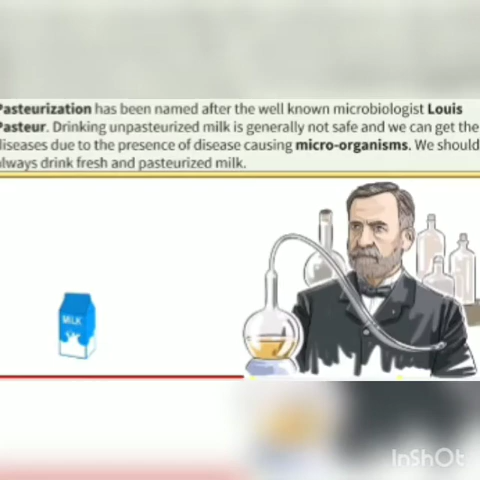 Pasteurization has been named after the well known microbiologist Louis
Pasteur. Drinking unpasteurized milk is generally not safe and we can get the
diseases due to the presence of disease causing micro-organisms. We should
always drink fresh and pasteurized milk.
MILK
InShOt